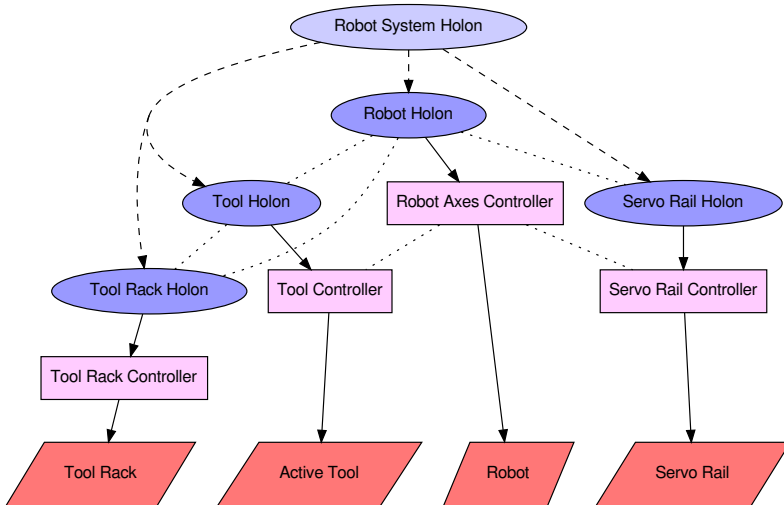 Robot System Holon
Robot Holon
Tool Holon
Robot Axes Controller
Servo Rail Holon
Tool Rack Holon
Tool Controller
Servo Rail Controller
Tool Rack Controller
Tool Rack
Active Tool
Robot
Servo Rail